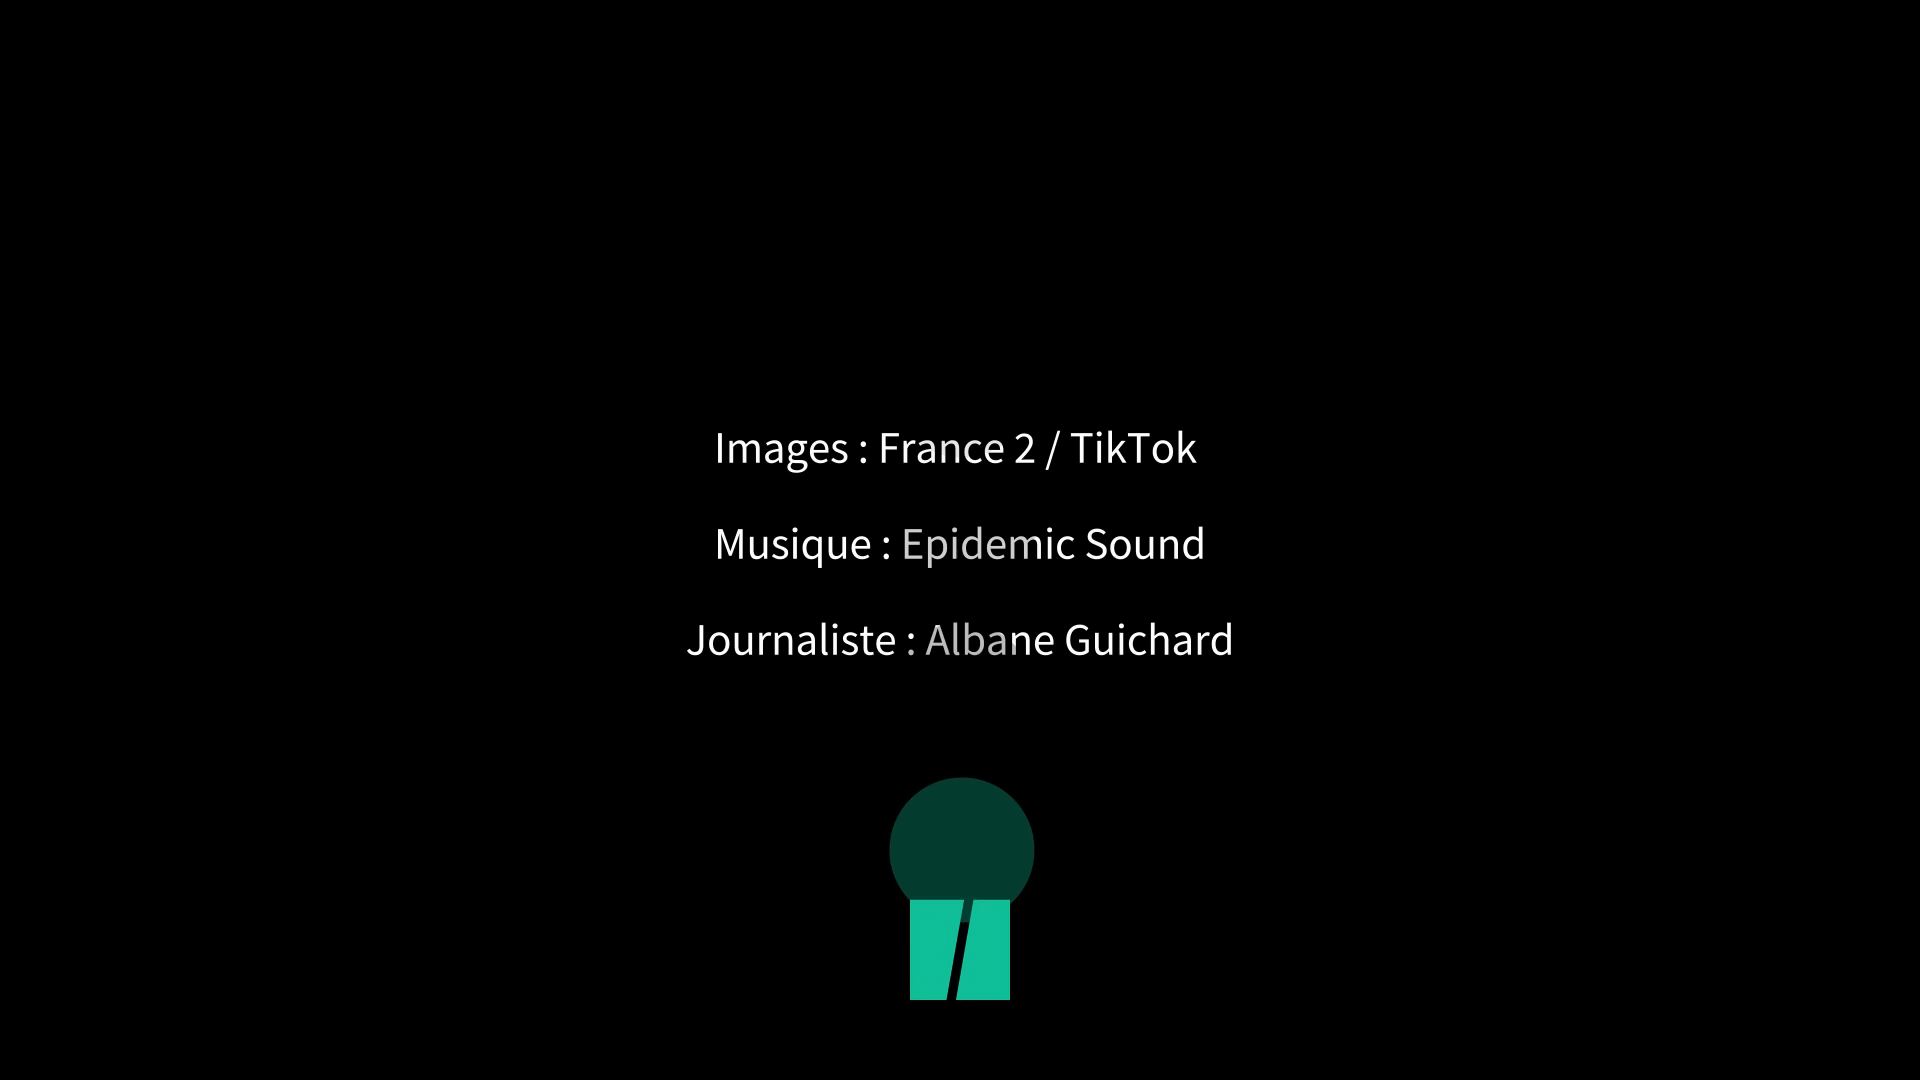 Images : France 2 / TikTok
Musique : Epidemic Sound
Journaliste : Albane Guichard